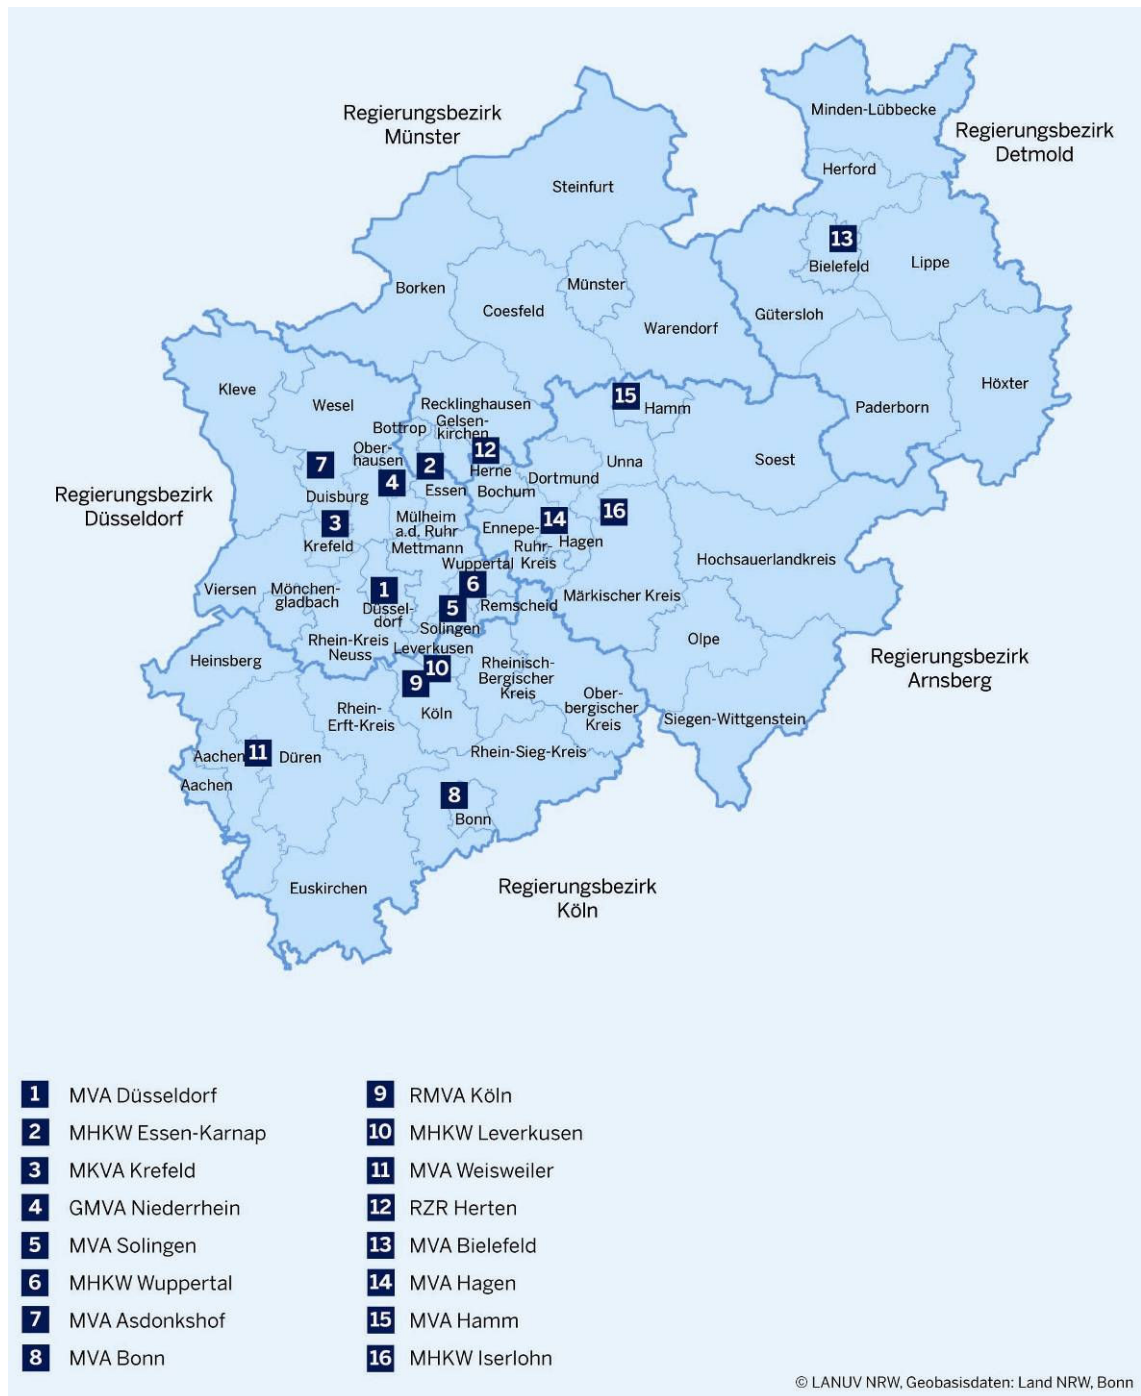 Regierungsbezirk
Münster
Minden-Lübbecke
Regierungsbezirk
Detmold
Herford
Steinfurt
13
Bielefeld
Lippe
Borken
Münster
Coesfeld
Gütersloh
Warendorf
Kleve
Wesel
Recklinghausen
15
Hamm
Höxter
Paderborn
Bottrop
Gelsen-
kirchen
Ober-
hausen
12
7
2
Herne
Unna
Soest
Regierungsbezirk
Düsseldorf
Duisburg
4
Essen
Bochum
Dortmund
3
Krefeld
Mülheim
a.d. Ruhr
Mettmann
Ennepe-
Ruhr-
Kreis
14
Hagen
16
Hochsauerlandkreis
Wuppertal
Viersen
Mönchen-
gladbach
1
Düssel-
dorf
6
5
Remscheid
Solingen
Märkischer Kreis
Rhein-Kreis
Neuss
Leverkusen
Olpe
Heinsberg
10
9
Rheinisch-
Bergischer
Kreis
Regierungsbezirk
Arnsberg
Rhein-
Erft-Kreis
Köln
Ober-
bergischer
Kreis
Siegen-Wittgenstein
Aachen
11
Düren
Rhein-Sieg-Kreis
Aachen
8
Bonn
Euskirchen
Regierungsbezirk
Köln
1 MVA Düsseldorf
2 MHKW Essen-Karnap
3 MKVA Krefeld
4 GMVA Niederrhein
5 MVA Solingen
6 MHKW Wuppertal
7 MVA Asdonkshof
8 MVA Bonn
9 RMVA Köln
10 MHKW Leverkusen
11 MVA Weisweiler
12 RZR Herten
13 MVA Bielefeld
14 MVA Hagen
15 MVA Hamm
16 MHKW Iserlohn
© LANUV NRW, Geobasisdaten: Land NRW, Bonn